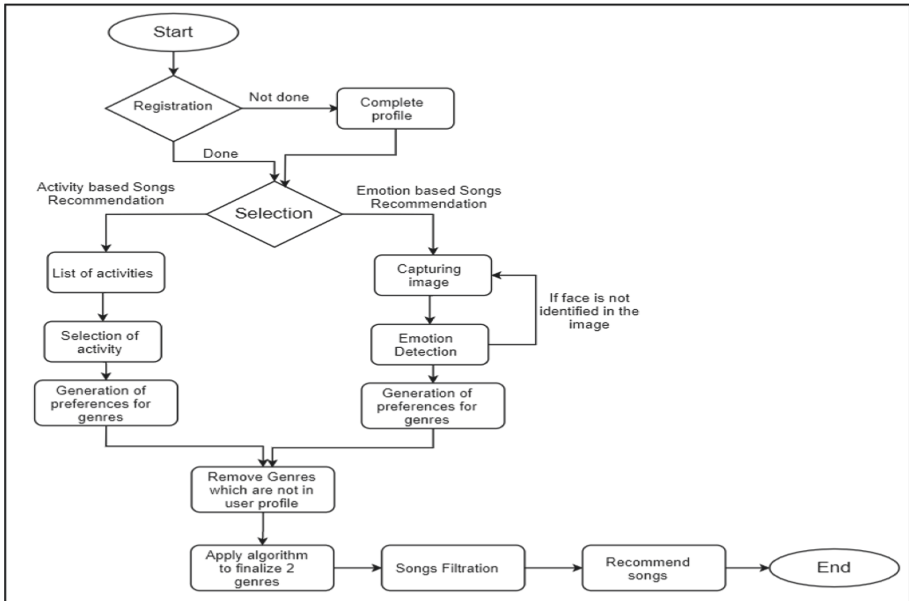 Start
Registration
Not done
Complete
profile
Done
Activity based Songs
Recommendation
Selection
Emotion based Songs
Recommendation
List of activities
Selection of
activity
Generation of
preferences for
genres
Capturing
image
If face is not
identified in the
image
Emotion
Detection
Generation of
preferences for
genres
Remove Genres
which are not in
user profile
Apply algorithm
to finalize 2
genres
Songs Filtration
Recommend
songs
End